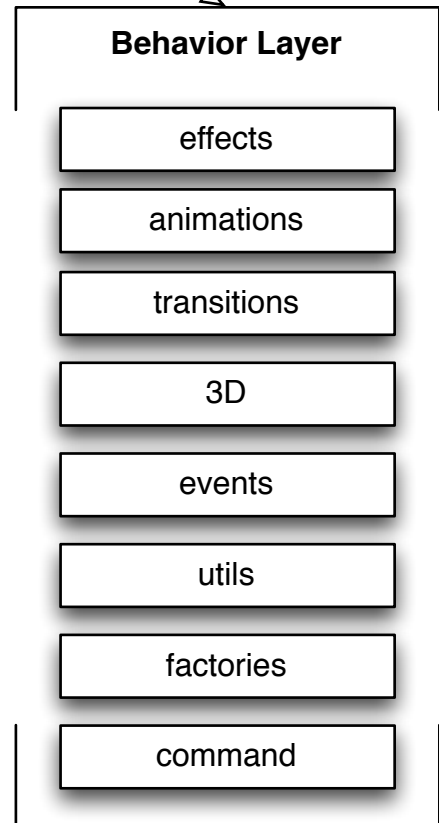 Behavior Layer
effects
animations
transitions
3D
events
utils
factories
command